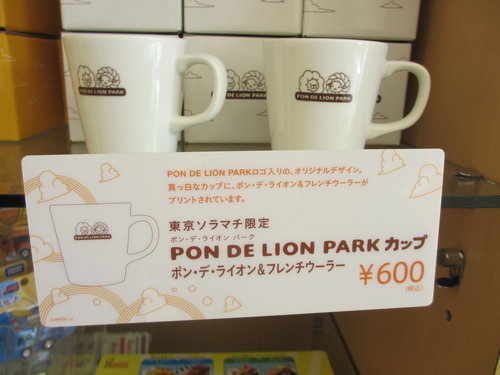 PON DE LION PARK
PON DE LION PARK
PON DE LION PARK
PON DE LION PARKロゴ入りの、オリジナルデザイン。
真っ白なカップに、ポン・デ・ライオン&フレンチウーラーが
プリントされています。
東京ソラマチ限定
ポン・デ・ライオン パーク
PON DE LION PARK カップ
ポン・デ・ライオン&フレンチウーラー
¥600
(税込)
PON DE LION PARK